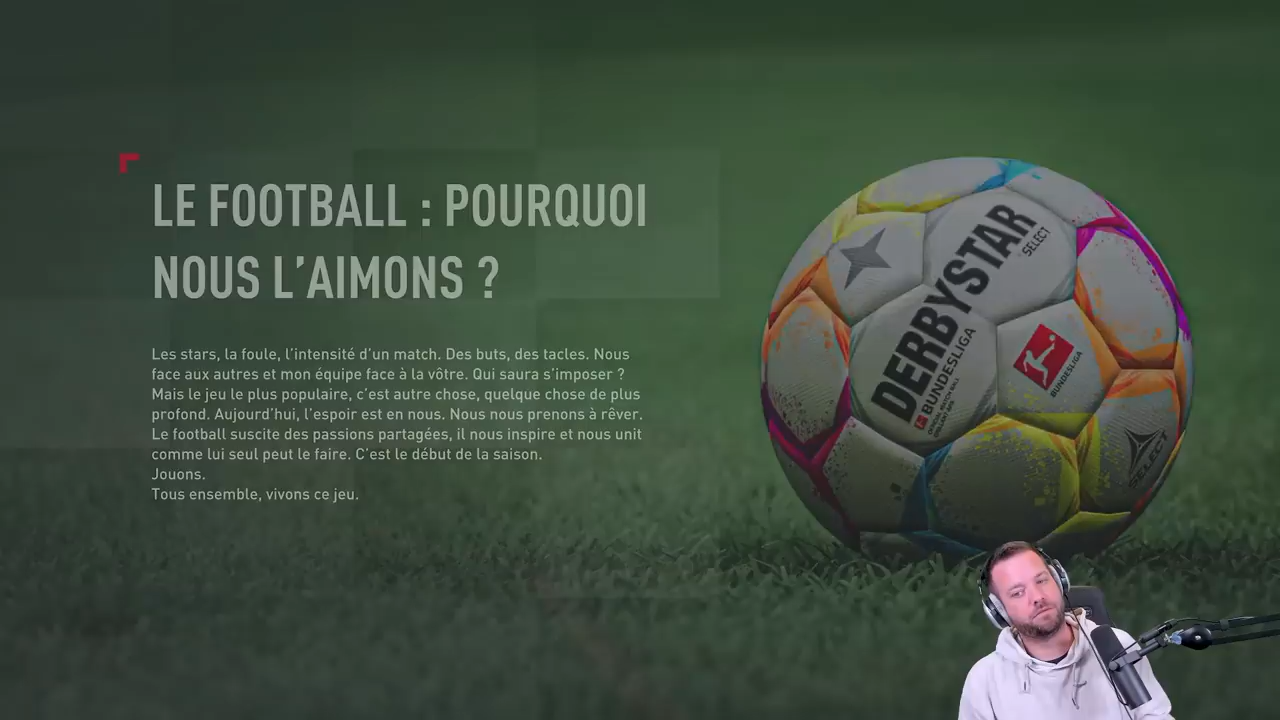 LE FOOTBALL : POURQUOI
NOUS L’AIMONS ?
Les stars, la foule, l’intensité d’un match. Des buts, des tacles. Nous
face aux autres et mon équipe face à la vôtre. Qui saura s’imposer ?
Mais le jeu le plus populaire, c’est autre chose, quelque chose de plus
profond. Aujourd’hui, l’espoir est en nous. Nous nous prenons à rêver.
Le football suscite des passions partagées, il nous inspire et nous unit
comme lui seul peut le faire. C’est le début de la saison.
Jouons.
Tous ensemble, vivons ce jeu.
DERBYSTAR
SELECT
BUNDESLIGA
OFFICIAL MATCH BALL
BUNDESLIGA
SELECT